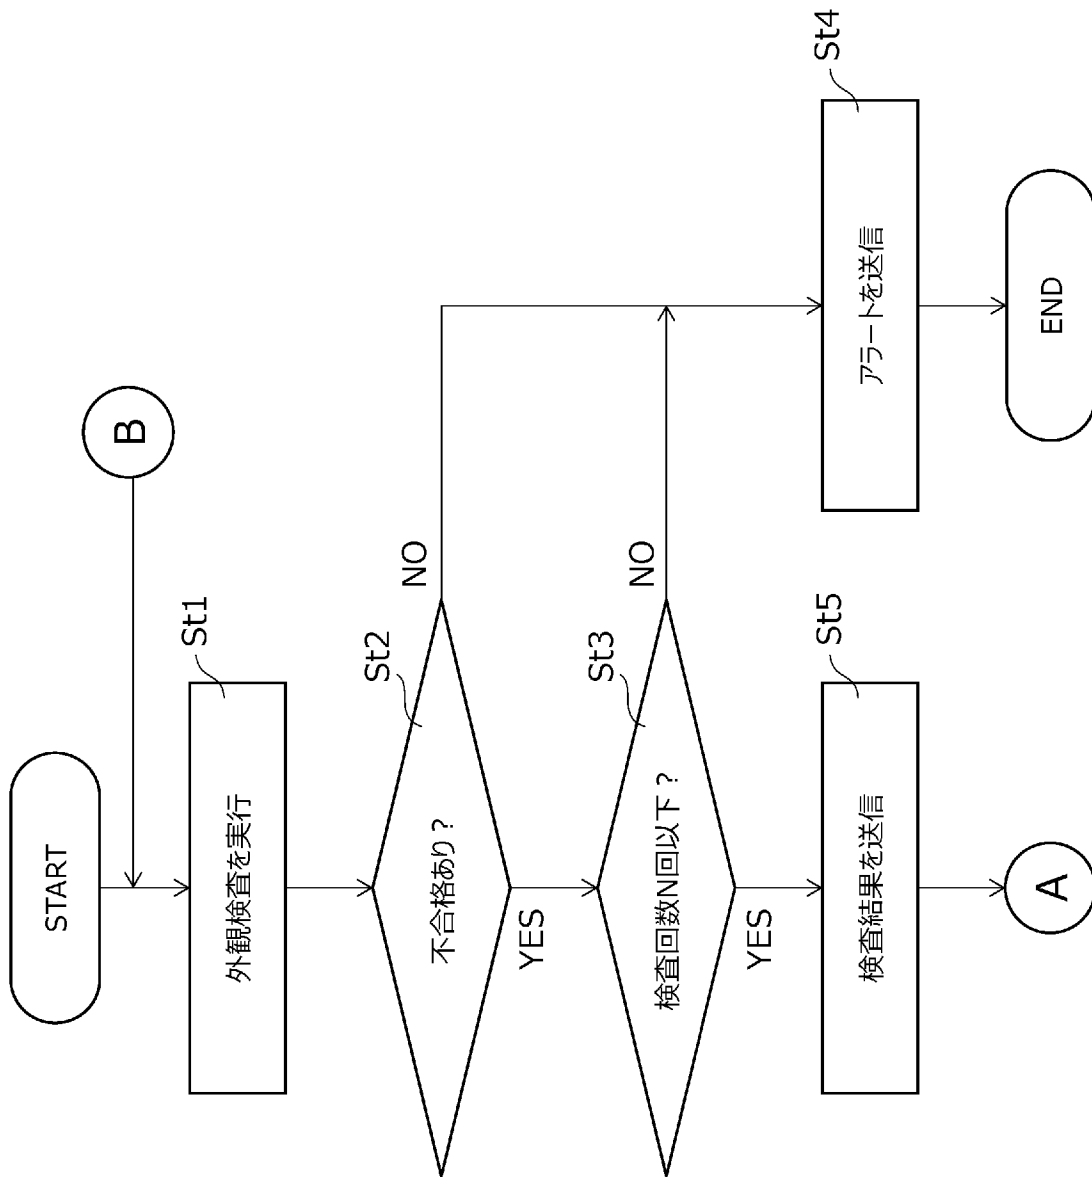 START
B
外観検査を実行
St1
不合格あり？
St2
NO
YES
検査回数N回以下？
St3
NO
YES
検査結果を送信
St5
アラートを送信
St4
A
END